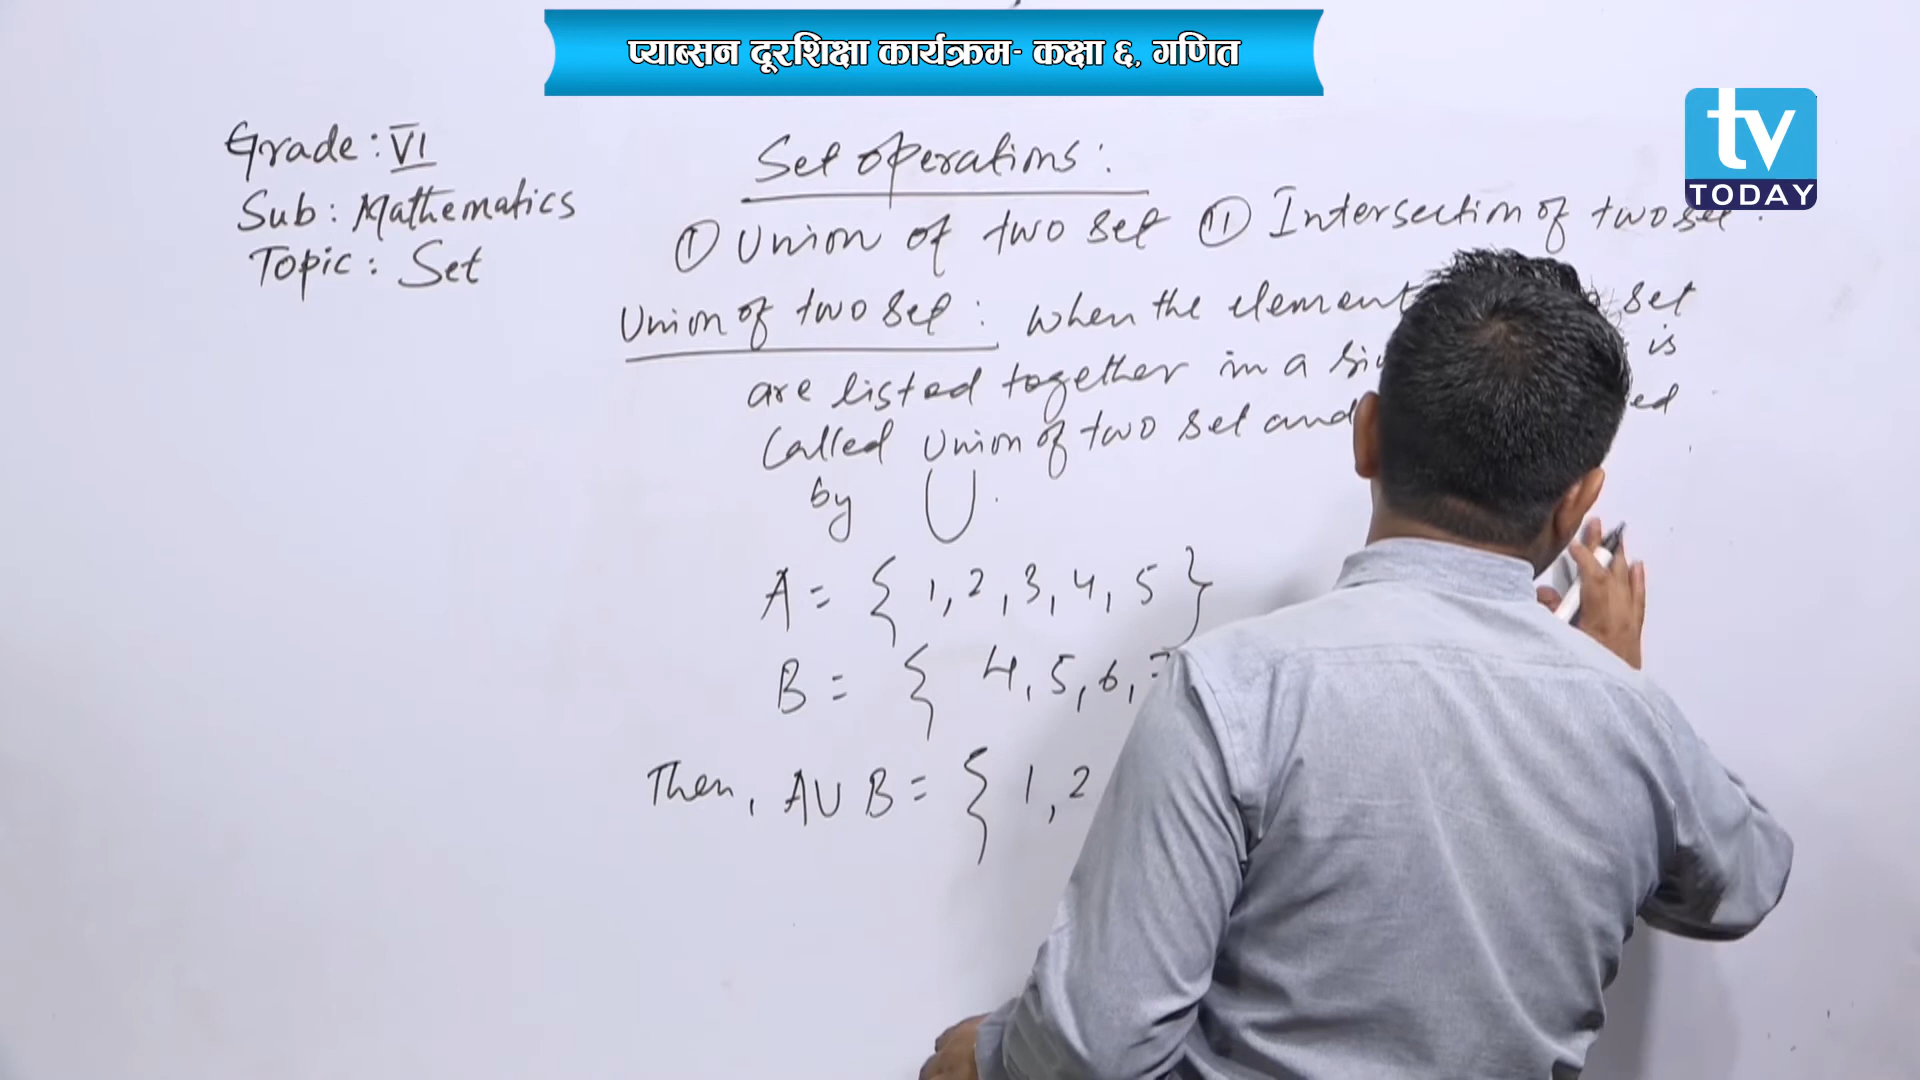 प्याब्सन दूरशिक्षा कार्यक्रम- कक्षा ६, गणित
tv
TODAY
Grade: VI
Sub: Mathematics
Topic: Set
Set operations:
(I) Union of two set (II) Intersection of two set:
Union of two set: When the element set
are listed together in a is
called Union of two set and
by U.
A = { 1, 2, 3, 4, 5 }
B = { 4, 5, 6,
Then, A∪B = { 1, 2